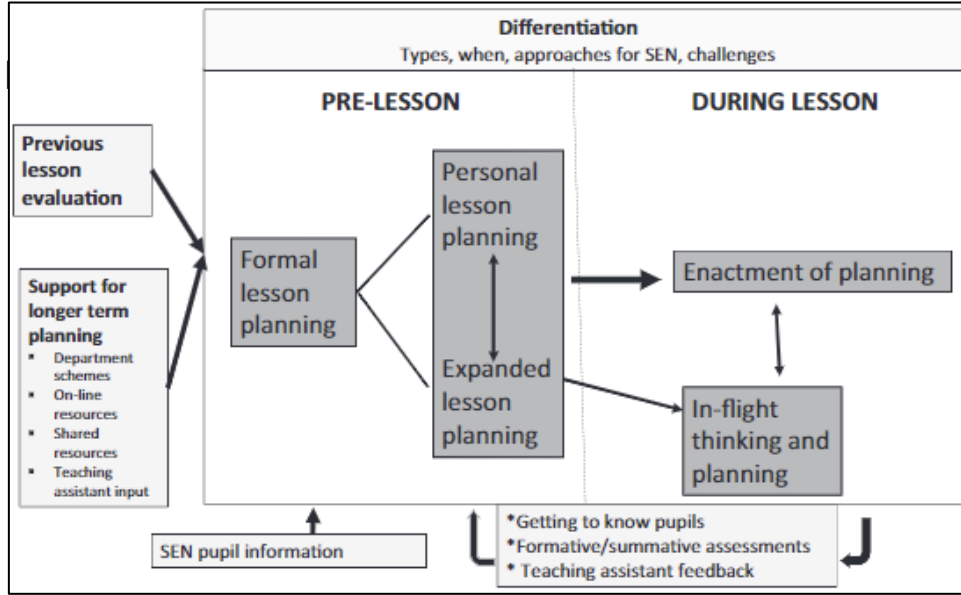 Differentiation
Types, when, approaches for SEN, challenges
PRE-LESSON
DURING LESSON
Previous
lesson
evaluation
Support for
longer term
planning
▪ Department
schemes
▪ On-line
resources
▪ Shared
resources
▪ Teaching
assistant input
Formal
lesson
planning
Personal
lesson
planning
Expanded
lesson
planning
Enactment of planning
In-flight
thinking and
planning
SEN pupil information
*Getting to know pupils
*Formative/summative assessments
* Teaching assistant feedback